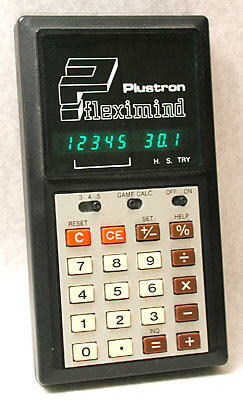 Plustron
fleximind
12345 30.1
H. S. TRY
3 4 5 GAME CALC OFF ON
RESET SET HELP
C CE +/− %
7 8 9 ÷
4 5 6 ×
1 2 3 −
INQ
0 • = +